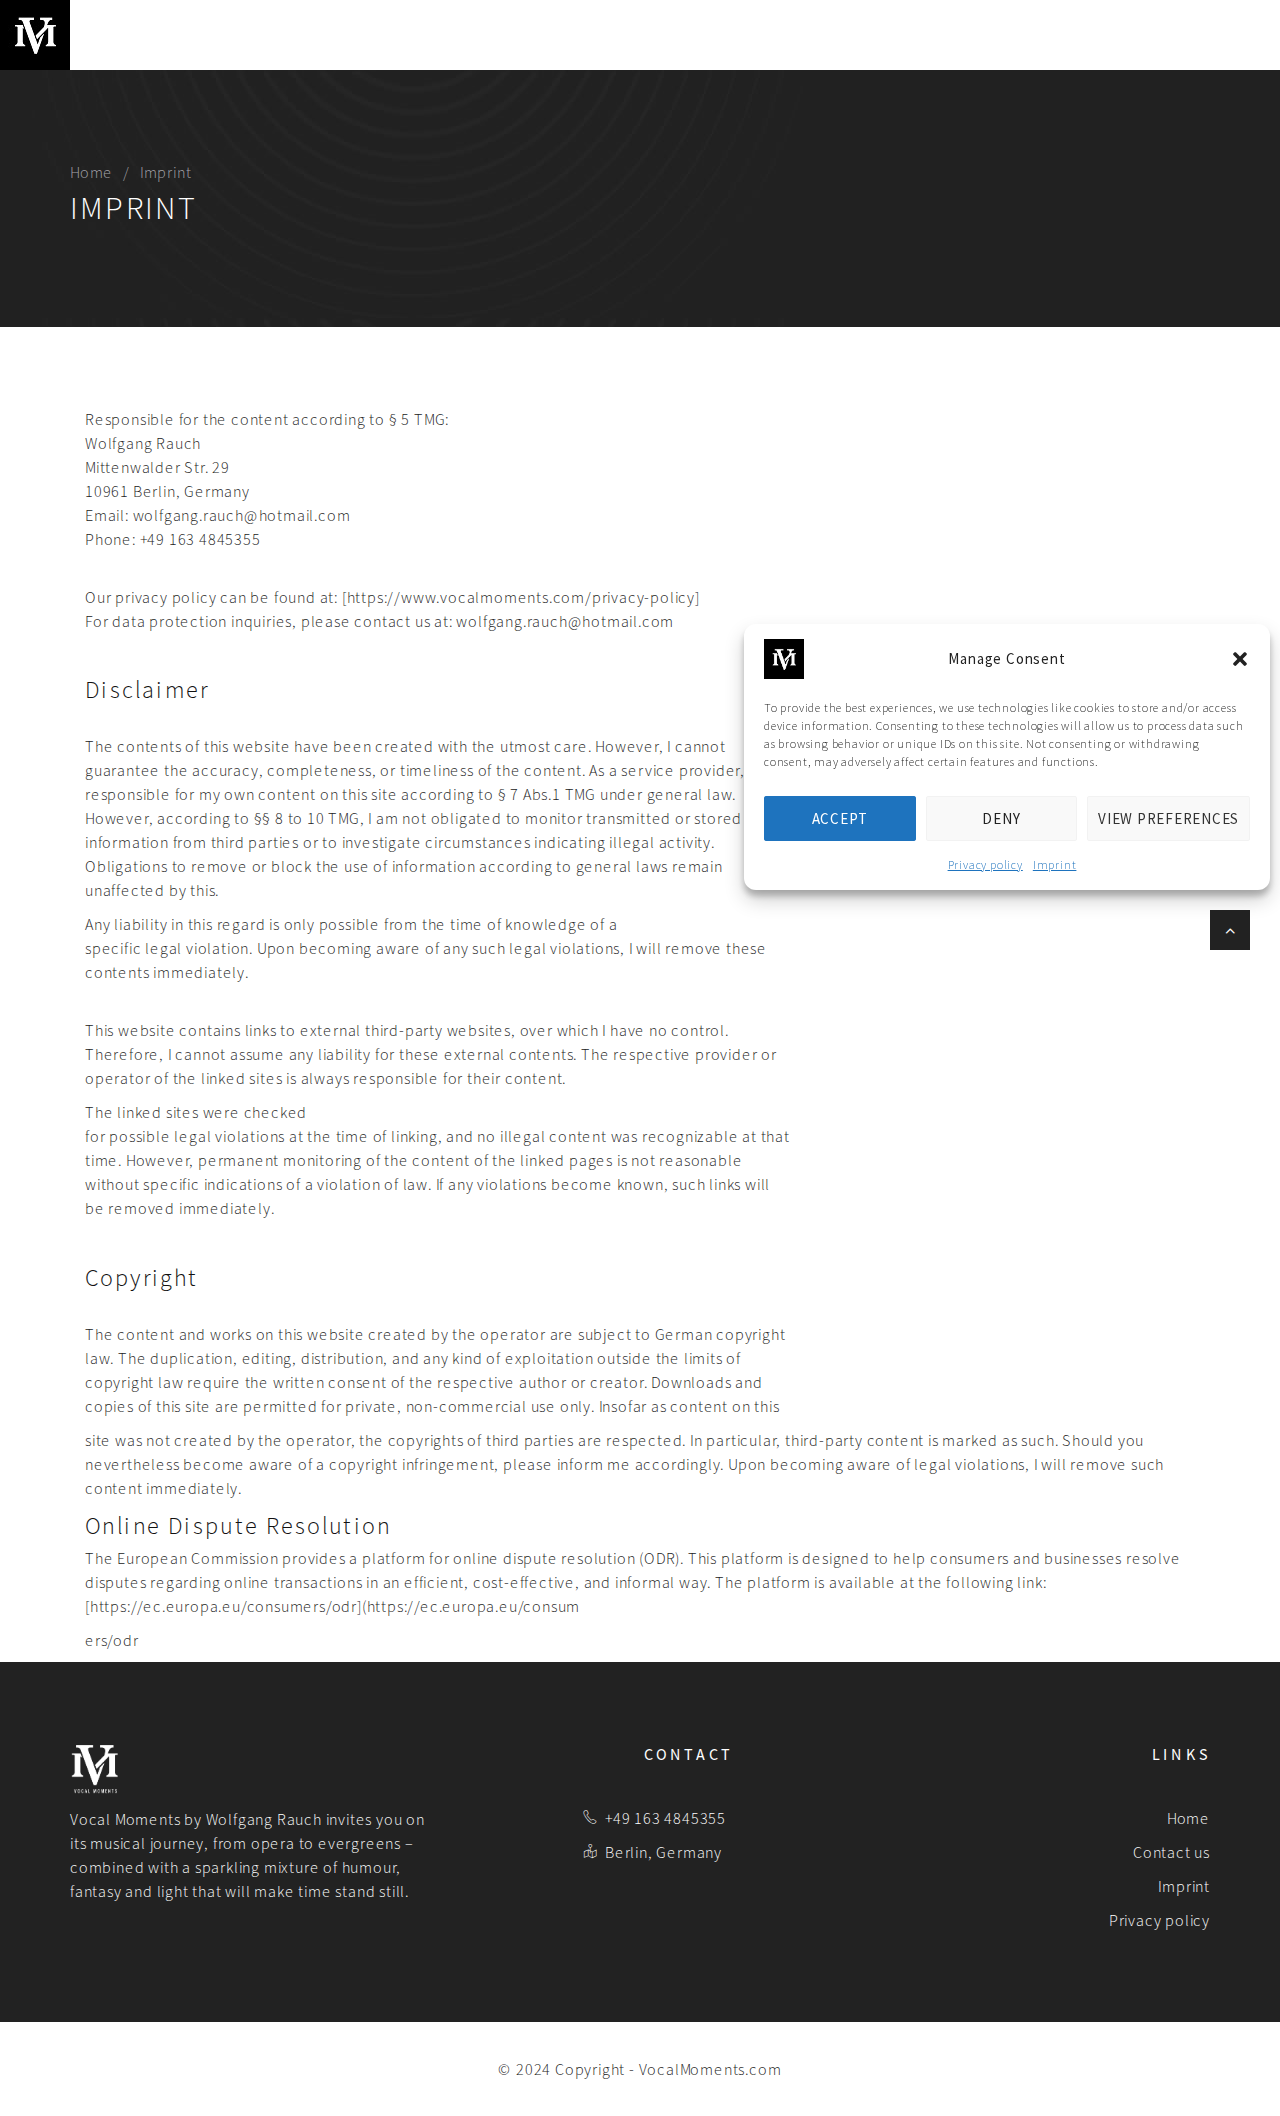 VM
Home / Imprint
IMPRINT
Responsible for the content according to § 5 TMG:
Wolfgang Rauch
Mittenwalder Str. 29
10961 Berlin, Germany
Email: wolfgang.rauch@hotmail.com
Phone: +49 163 4845355
Our privacy policy can be found at: [https://www.vocalmoments.com/privacy-policy]
For data protection inquiries, please contact us at: wolfgang.rauch@hotmail.com
Disclaimer
The contents of this website have been created with the utmost care. However, I cannot
guarantee the accuracy, completeness, or timeliness of the content. As a service provider,
responsible for my own content on this site according to § 7 Abs.1 TMG under general law.
However, according to §§ 8 to 10 TMG, I am not obligated to monitor transmitted or stored
information from third parties or to investigate circumstances indicating illegal activity.
Obligations to remove or block the use of information according to general laws remain
unaffected by this.
Any liability in this regard is only possible from the time of knowledge of a
specific legal violation. Upon becoming aware of any such legal violations, I will remove these
contents immediately.
This website contains links to external third-party websites, over which I have no control.
Therefore, I cannot assume any liability for these external contents. The respective provider or
operator of the linked sites is always responsible for their content.
The linked sites were checked
for possible legal violations at the time of linking, and no illegal content was recognizable at that
time. However, permanent monitoring of the content of the linked pages is not reasonable
without specific indications of a violation of law. If any violations become known, such links will
be removed immediately.
Copyright
The content and works on this website created by the operator are subject to German copyright
law. The duplication, editing, distribution, and any kind of exploitation outside the limits of
copyright law require the written consent of the respective author or creator. Downloads and
copies of this site are permitted for private, non-commercial use only. Insofar as content on this
site was not created by the operator, the copyrights of third parties are respected. In particular, third-party content is marked as such. Should you
nevertheless become aware of a copyright infringement, please inform me accordingly. Upon becoming aware of legal violations, I will remove such
content immediately.
Online Dispute Resolution
The European Commission provides a platform for online dispute resolution (ODR). This platform is designed to help consumers and businesses resolve
disputes regarding online transactions in an efficient, cost-effective, and informal way. The platform is available at the following link:
[https://ec.europa.eu/consumers/odr](https://ec.europa.eu/consum
ers/odr
VM
Manage Consent
To provide the best experiences, we use technologies like cookies to store and/or access
device information. Consenting to these technologies will allow us to process data such
as browsing behavior or unique IDs on this site. Not consenting or withdrawing
consent, may adversely affect certain features and functions.
ACCEPT
DENY
VIEW PREFERENCES
Privacy policy Imprint
VM
VOCAL MOMENTS
Vocal Moments by Wolfgang Rauch invites you on
its musical journey, from opera to evergreens –
combined with a sparkling mixture of humour,
fantasy and light that will make time stand still.
CONTACT
+49 163 4845355
Berlin, Germany
LINKS
Home
Contact us
Imprint
Privacy policy
© 2024 Copyright - VocalMoments.com